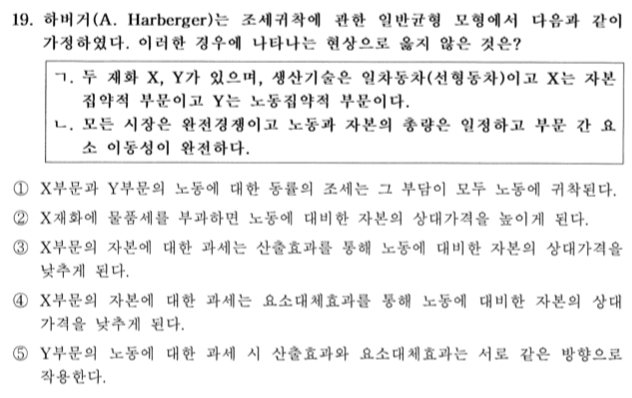 19. 하버거(A. Harberger)는 조세귀착에 관한 일반균형 모형에서 다음과 같이
가정하였다. 이러한 경우에 나타나는 현상으로 옳지 않은 것은?
ㄱ. 두 재화 X, Y가 있으며, 생산기술은 일차동차(선형동차)이고 X는 자본
집약적 부문이고 Y는 노동집약적 부문이다.
ㄴ. 모든 시장은 완전경쟁이고 노동과 자본의 총량은 일정하고 부문 간 요
소 이동성이 완전하다.
① X부문과 Y부문의 노동에 대한 동률의 조세는 그 부담이 모두 노동에 귀착된다.
② X재화에 물품세를 부과하면 노동에 대비한 자본의 상대가격을 높이게 된다.
③ X부문의 자본에 대한 과세는 산출효과를 통해 노동에 대비한 자본의 상대가격을
낮추게 된다.
④ X부문의 자본에 대한 과세는 요소대체효과를 통해 노동에 대비한 자본의 상대
가격을 낮추게 된다.
⑤ Y부문의 노동에 대한 과세 시 산출효과와 요소대체효과는 서로 같은 방향으로
작용한다.